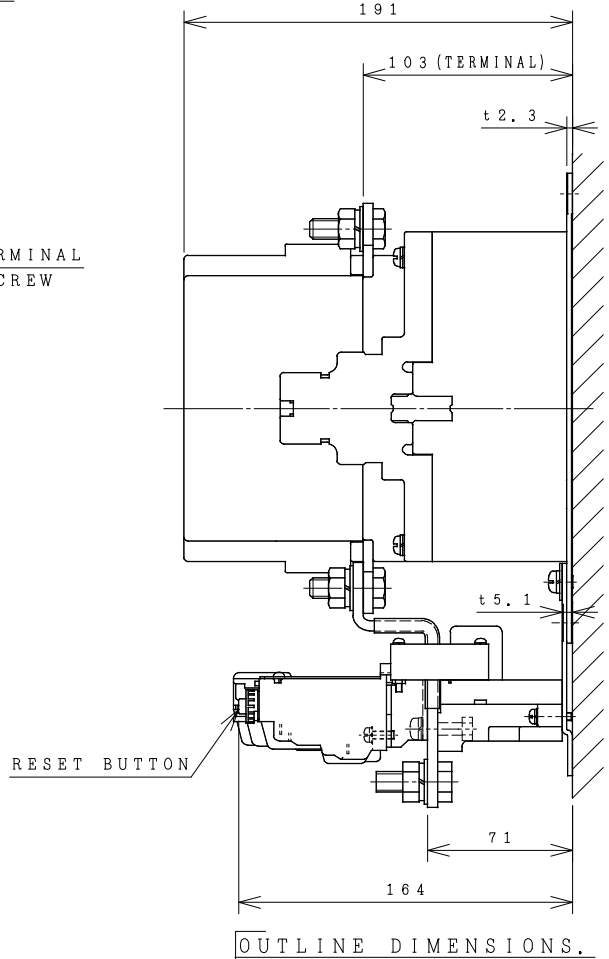 191
103(TERMINAL)
t2.3
RMINAL
CREW
t5.1
RESET BUTTON
71
164
OUTLINE DIMENSIONS.